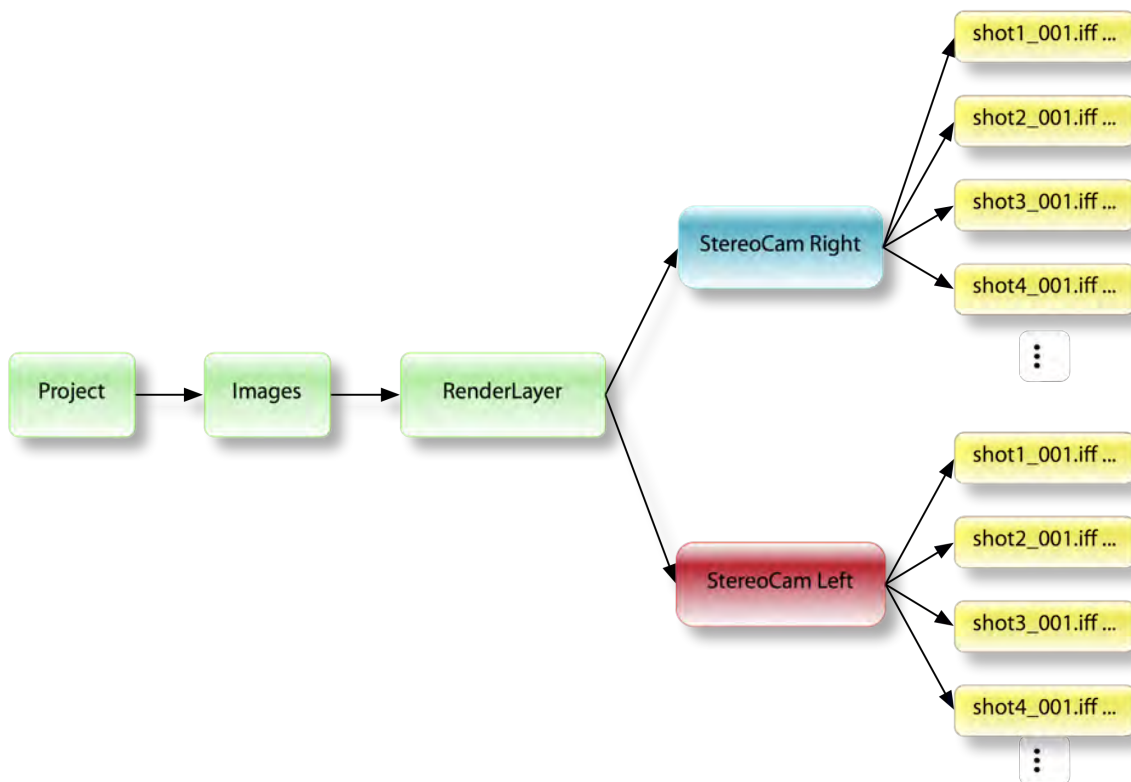 Project
Images
RenderLayer
StereoCam Right
shot1_001.iff ...
shot2_001.iff ...
shot3_001.iff ...
shot4_001.iff ...
StereoCam Left
shot1_001.iff ...
shot2_001.iff ...
shot3_001.iff ...
shot4_001.iff ...